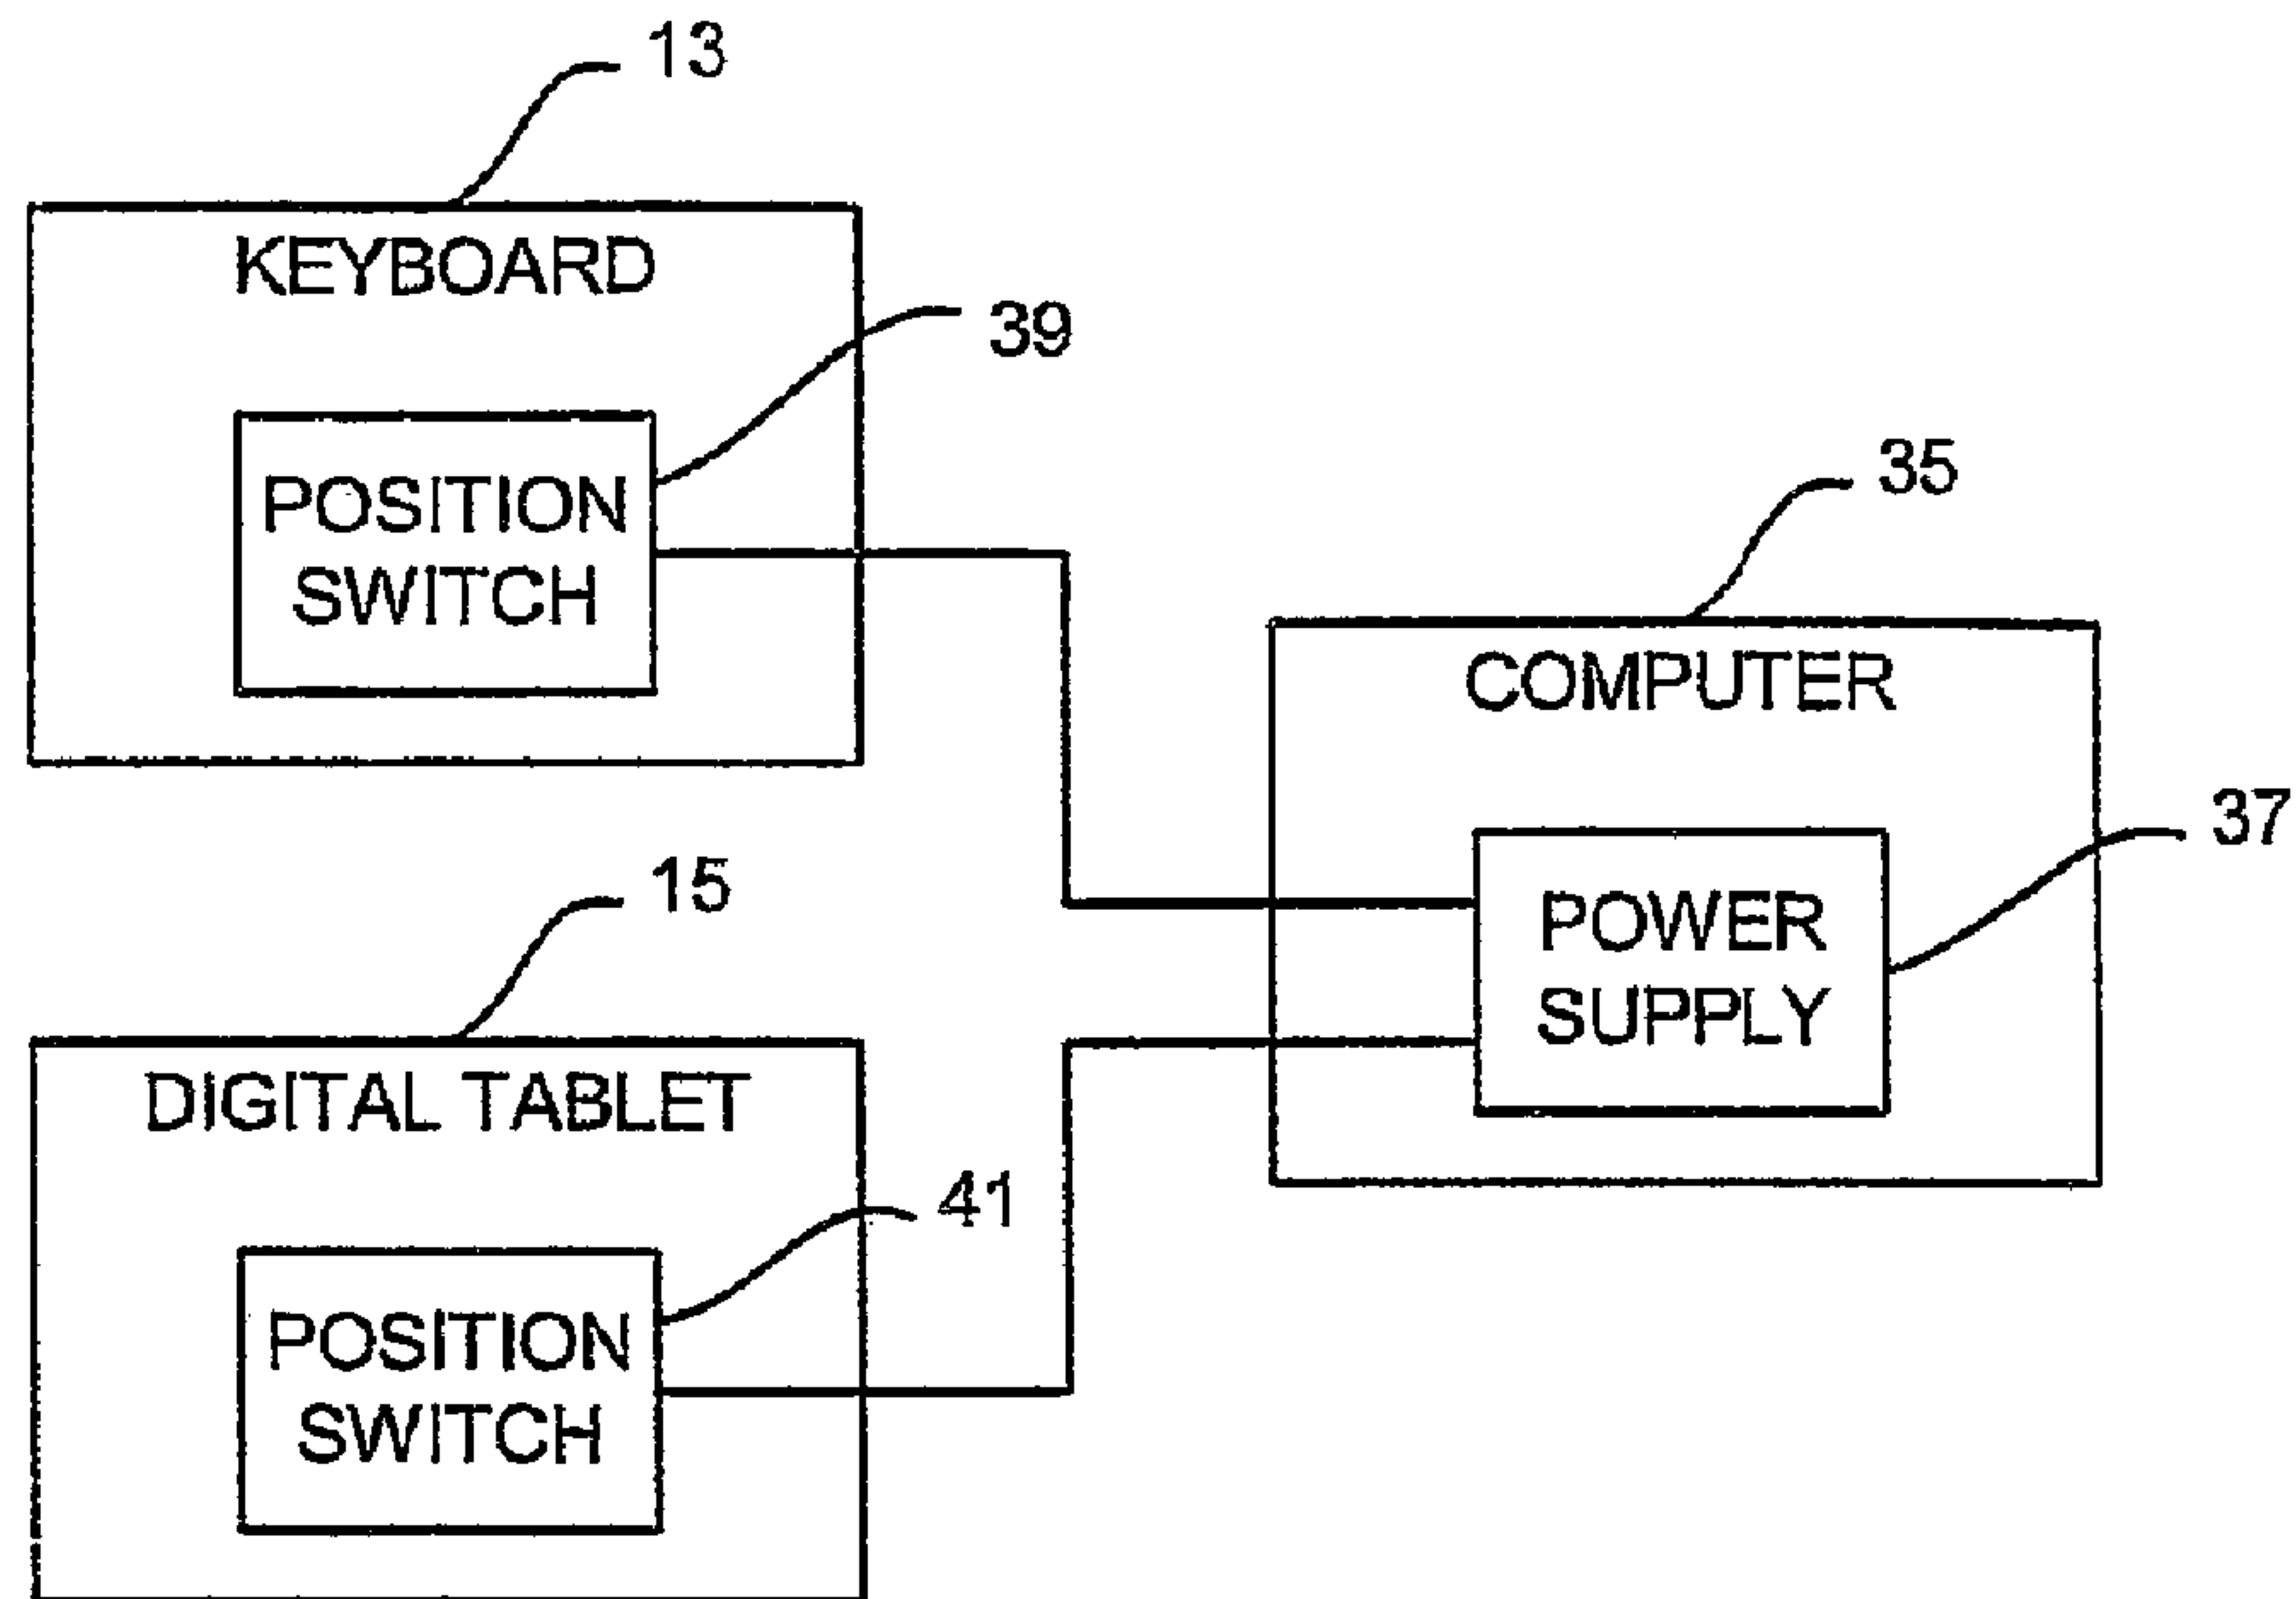 13
KEYBOARD
39
POSITION
SWITCH
35
COMPUTER
37
POWER
SUPPLY
15
DIGITAL TABLET
41
POSITION
SWITCH